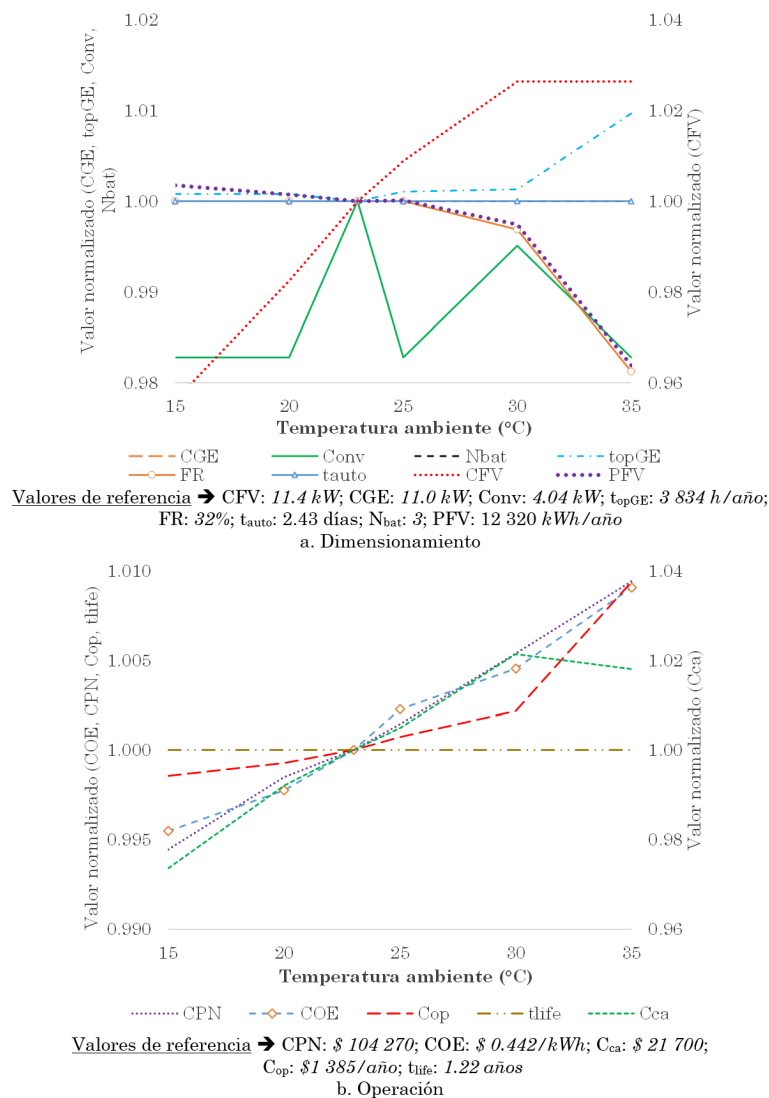 Valor normalizado (CGE, topGE, Conv,
Nbat)
Valor normalizado (CFV)
1.02
1.01
1.00
0.99
0.98
1.04
1.02
1.00
0.98
0.96
15 20 25 30 35
Temperatura ambiente (°C)
CGE Conv Nbat topGE
FR tauto CFV PFV
Valores de referencia ➔ CFV: 11.4 kW; CGE: 11.0 kW; Conv: 4.04 kW; topGE: 3 834 h/año;
FR: 32%; tauto: 2.43 días; Nbat: 3; PFV: 12 320 kWh/año
a. Dimensionamiento
Valor normalizado (COE, CPN, Cop, tlife)
Valor normalizado (Cca)
1.010
1.005
1.000
0.995
0.990
1.04
1.02
1.00
0.98
0.96
15 20 25 30 35
Temperatura ambiente (°C)
CPN COE Cop tlife Cca
Valores de referencia ➔ CPN: $ 104 270; COE: $ 0.442/kWh; Cca: $ 21 700;
Cop: $1 385/año; tlife: 1.22 años
b. Operación